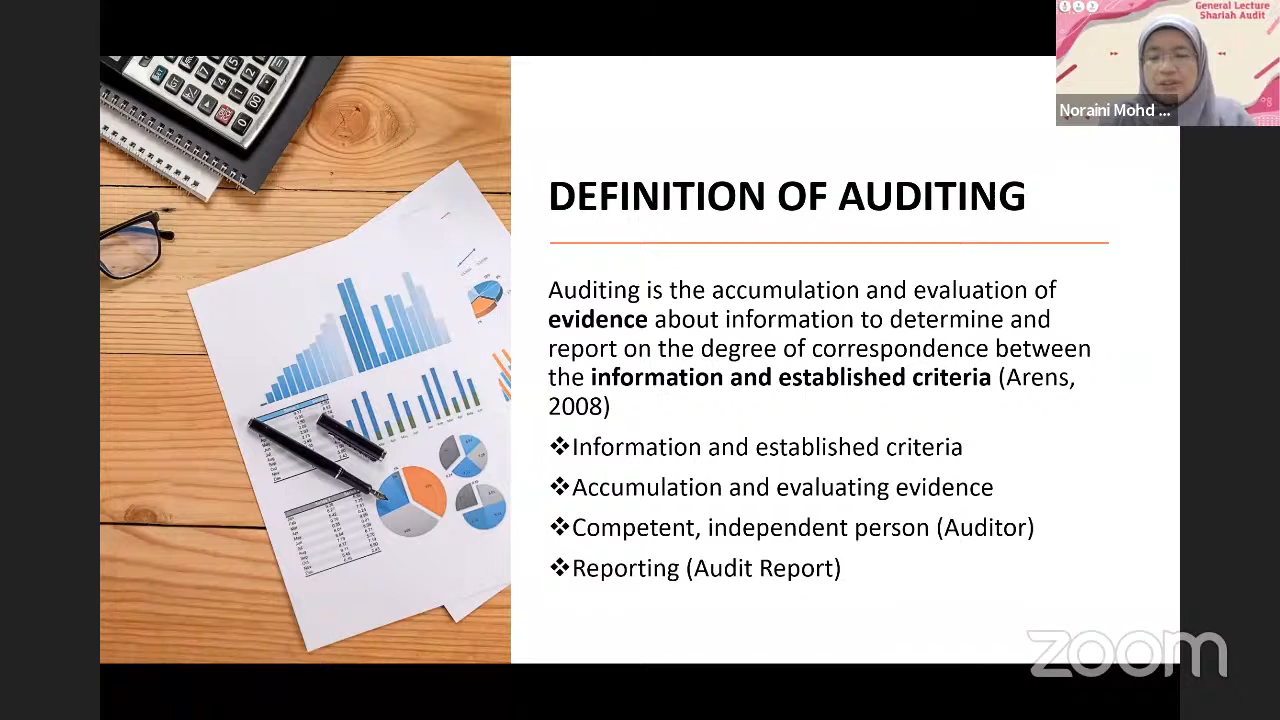 General Lecture
Shariah Audit
Noraini Mohd ...
DEFINITION OF AUDITING
Auditing is the accumulation and evaluation of
evidence about information to determine and
report on the degree of correspondence between
the information and established criteria (Arens,
2008)
❖Information and established criteria
❖Accumulation and evaluating evidence
❖Competent, independent person (Auditor)
❖Reporting (Audit Report)
zoom